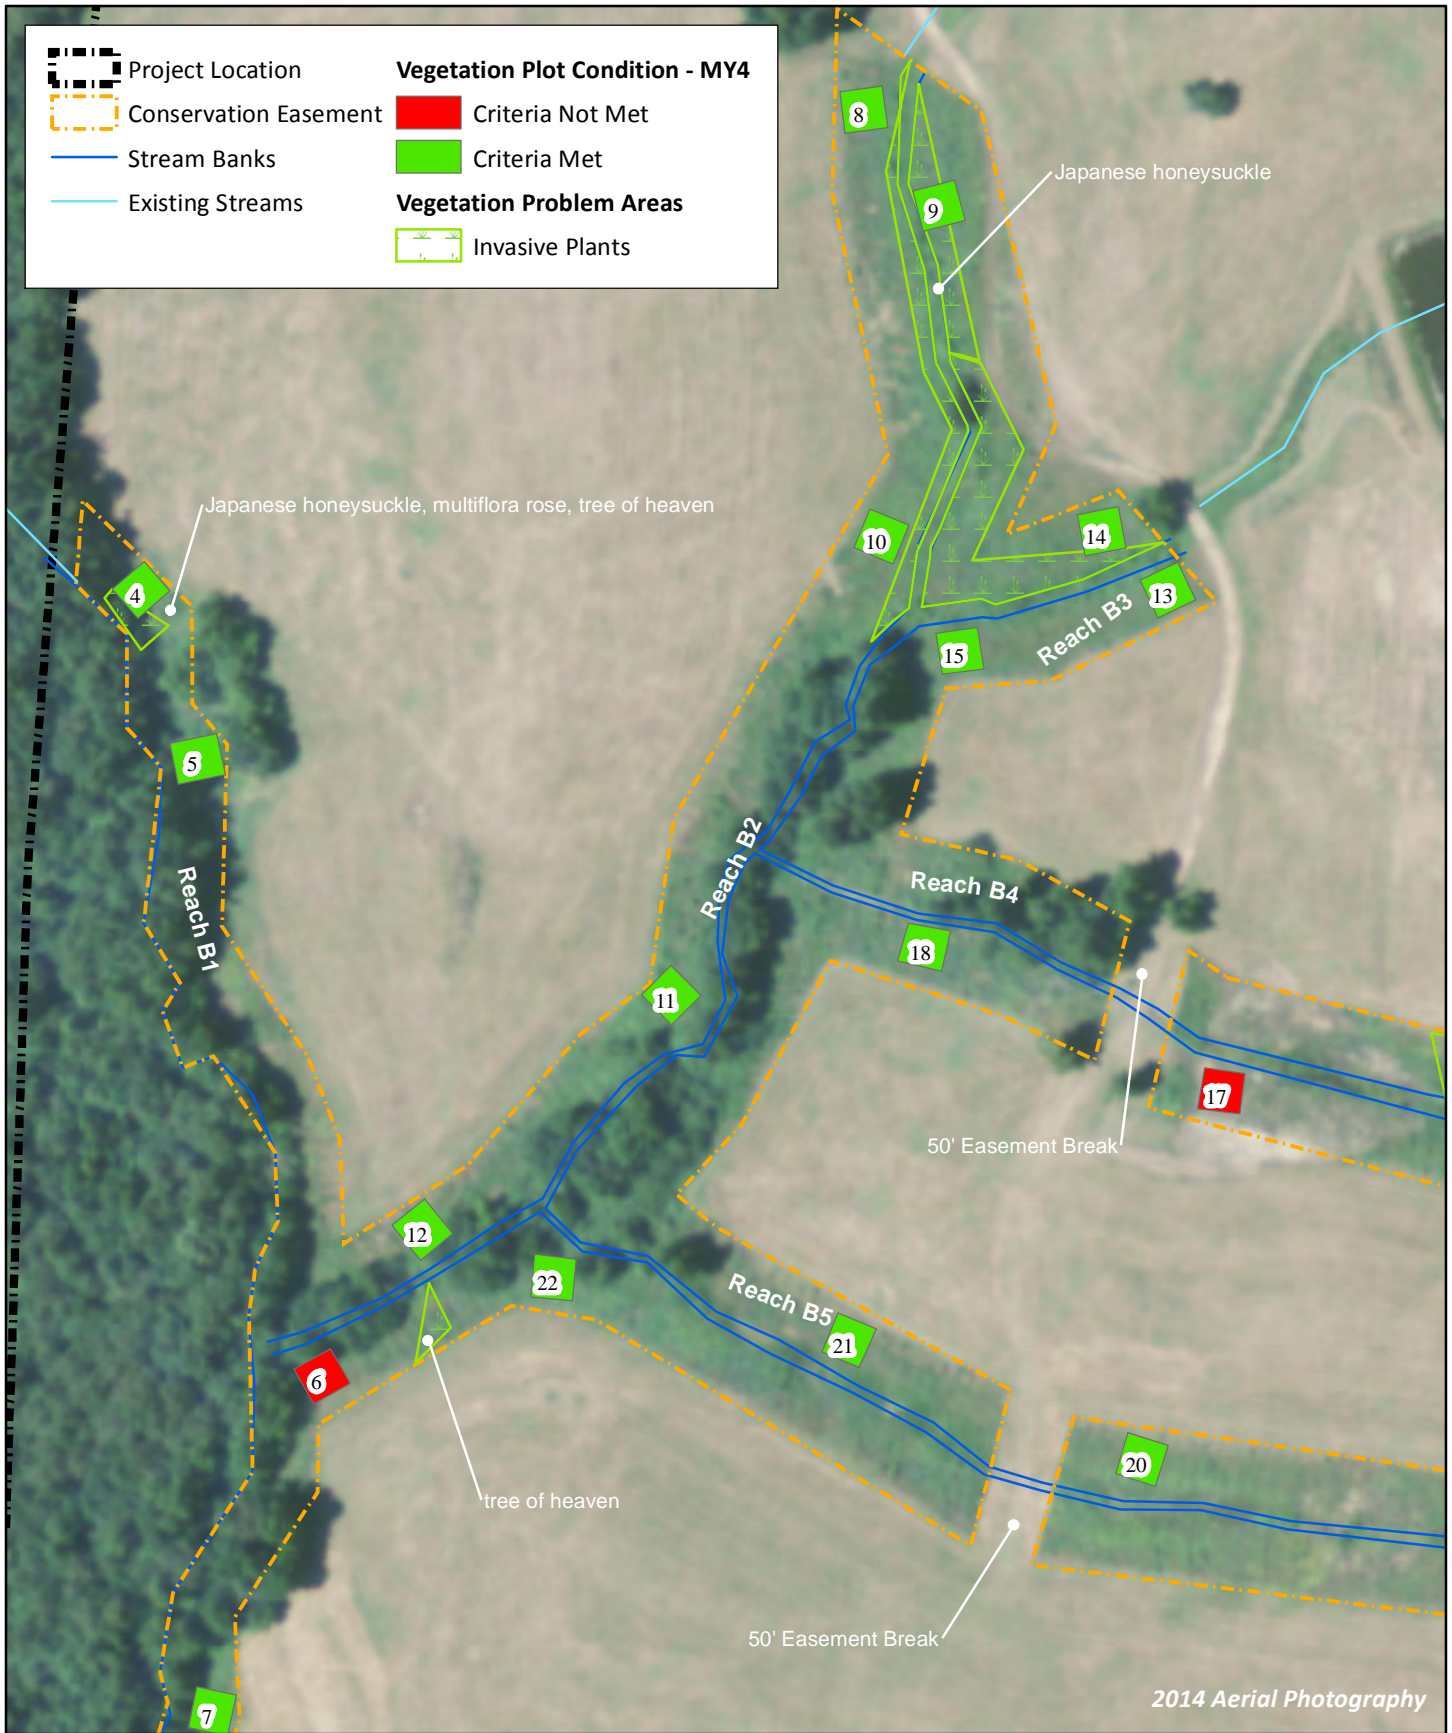 Project Location
Conservation Easement
Stream Banks
Existing Streams
Vegetation Plot Condition - MY4
Criteria Not Met
Criteria Met
Vegetation Problem Areas
Invasive Plants
8
9
Japanese honeysuckle
Japanese honeysuckle, multiflora rose, tree of heaven
10
14
4
13
Reach B3
15
5
Reach B2
Reach B4
Reach B1
18
11
17
50' Easement Break
12
22
Reach B5
21
6
20
tree of heaven
50' Easement Break
7
2014 Aerial Photography